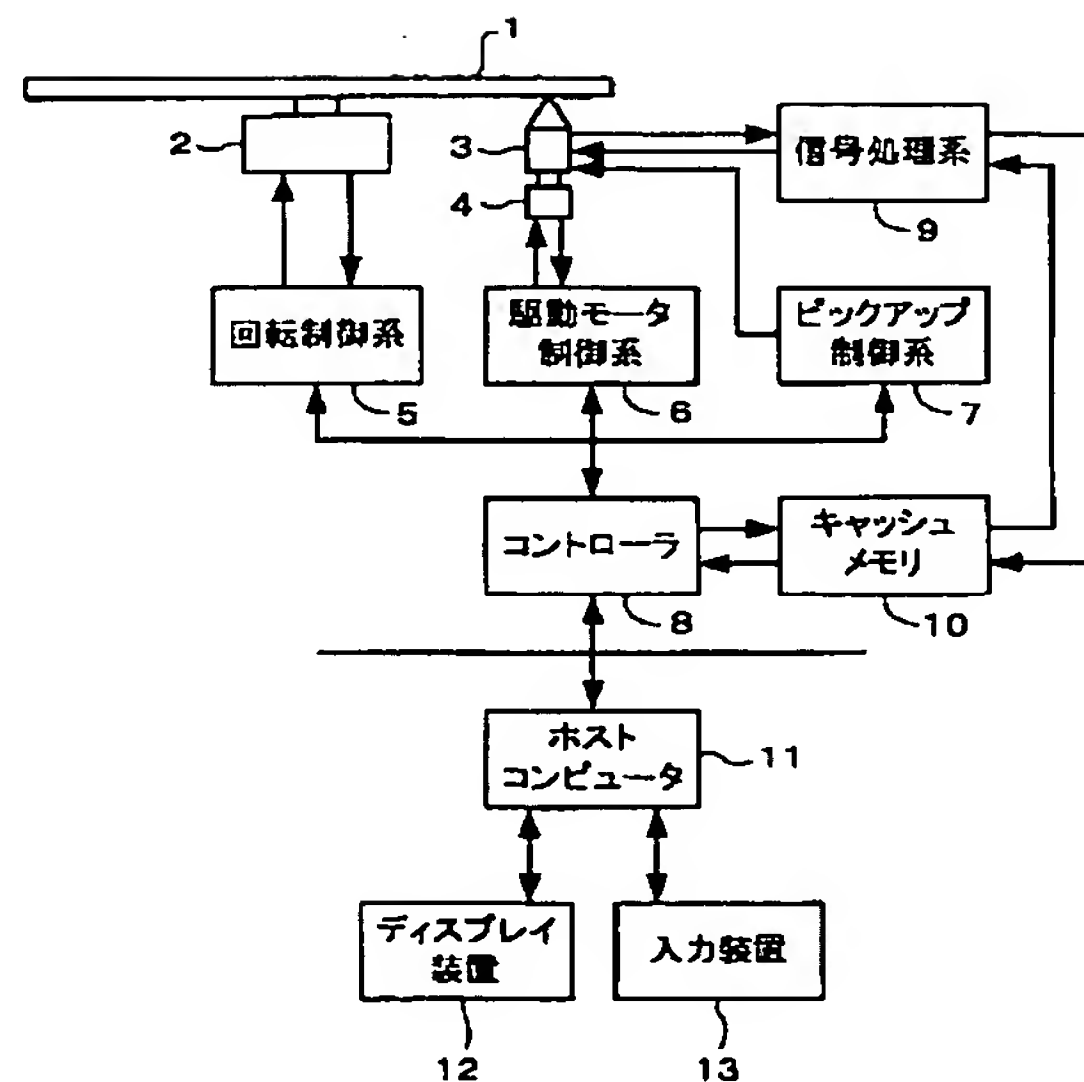 1
2
3
4
信号処理系
9
回転制御系
5
駆動モータ
制御系
6
ピックアップ
制御系
7
コントローラ
8
キャッシュ
メモリ
10
ホスト
コンピュータ
11
ディスプレイ
装置
12
入力装置
13